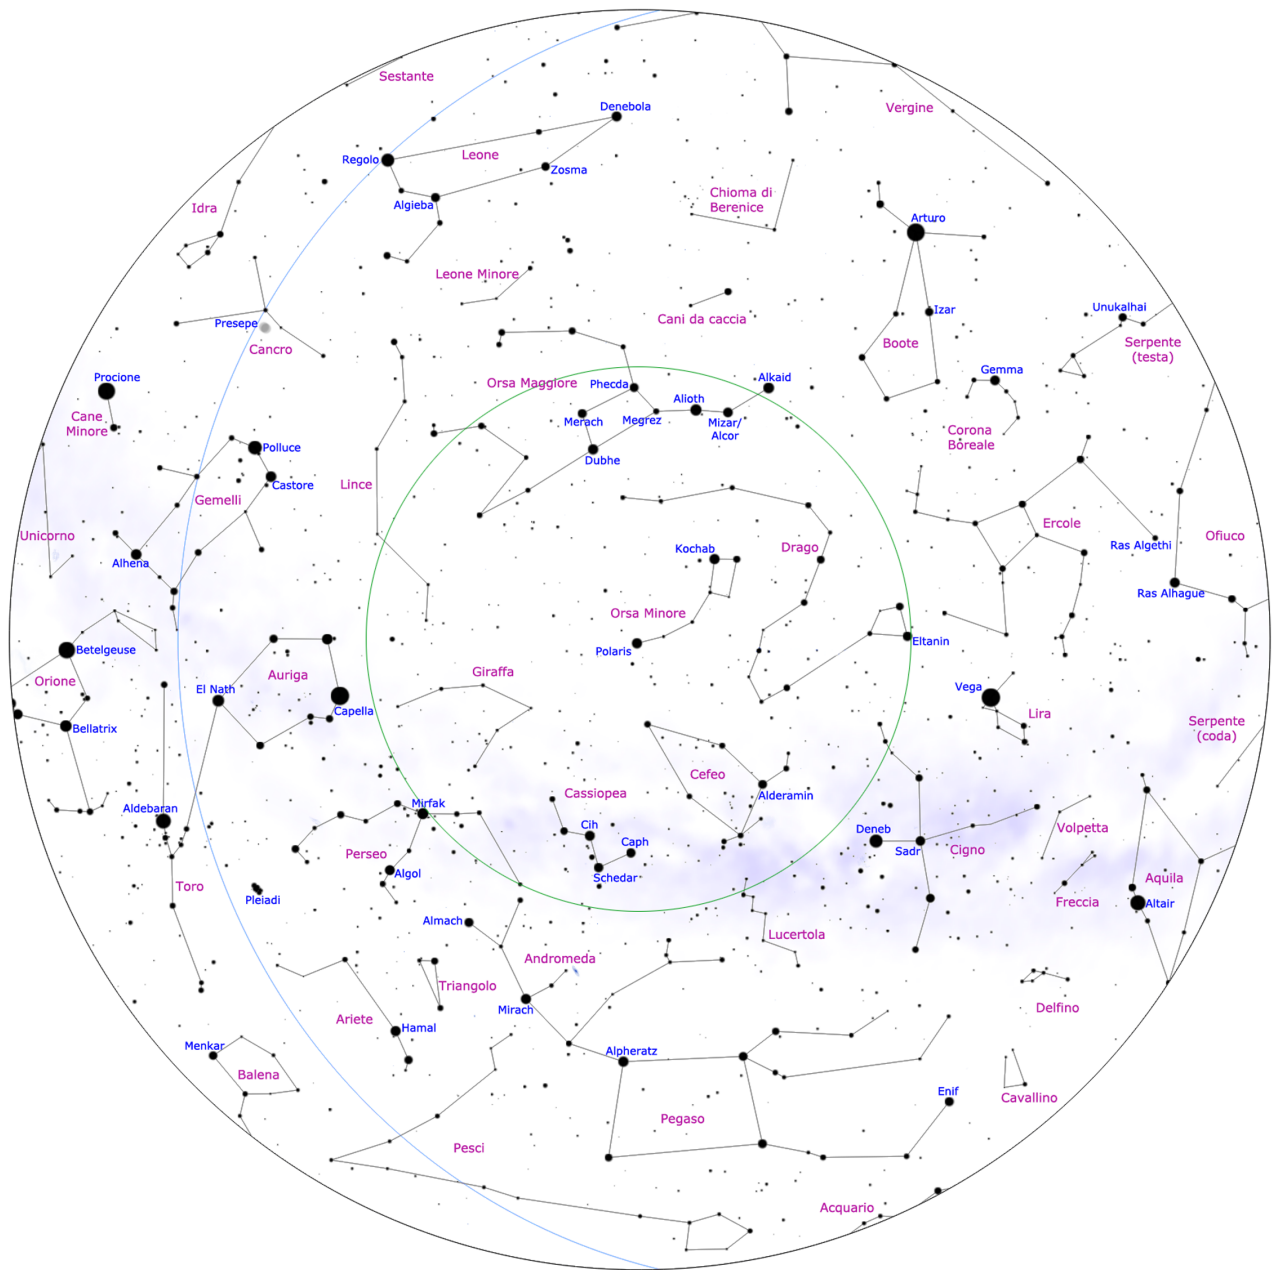 Sestante
Denebola
Vergine
Regolo
Leone
Zosma
Algieba
Chioma di
Berenice
Idra
Arturo
Leone Minore
Presepe
Cani da caccia
Izar
Unukalhai
Cancro
Boote
Serpente
(testa)
Procione
Orsa Maggiore
Phecda
Alkaid
Gemma
Cane
Minore
Alioth
Merach
Megrez
Mizar/
Alcor
Corona
Boreale
Polluce
Dubhe
Castore
Lince
Gemelli
Ercole
Unicorno
Kochab
Drago
Ras Algethi
Ofiuco
Alhena
Orsa Minore
Ras Alhague
Polaris
Eltanin
Betelgeuse
Auriga
Giraffa
Orione
El Nath
Vega
Capella
Lira
Bellatrix
Serpente
(coda)
Cefeo
Cassiopea
Alderamin
Aldebaran
Mirfak
Cih
Deneb
Volpetta
Caph
Perseo
Sadr
Cigno
Algol
Schedar
Aquila
Toro
Pleiadi
Freccia
Altair
Almach
Lucertola
Andromeda
Triangolo
Mirach
Delfino
Ariete
Hamal
Menkar
Alpheratz
Balena
Enif
Cavallino
Pegaso
Pesci
Acquario